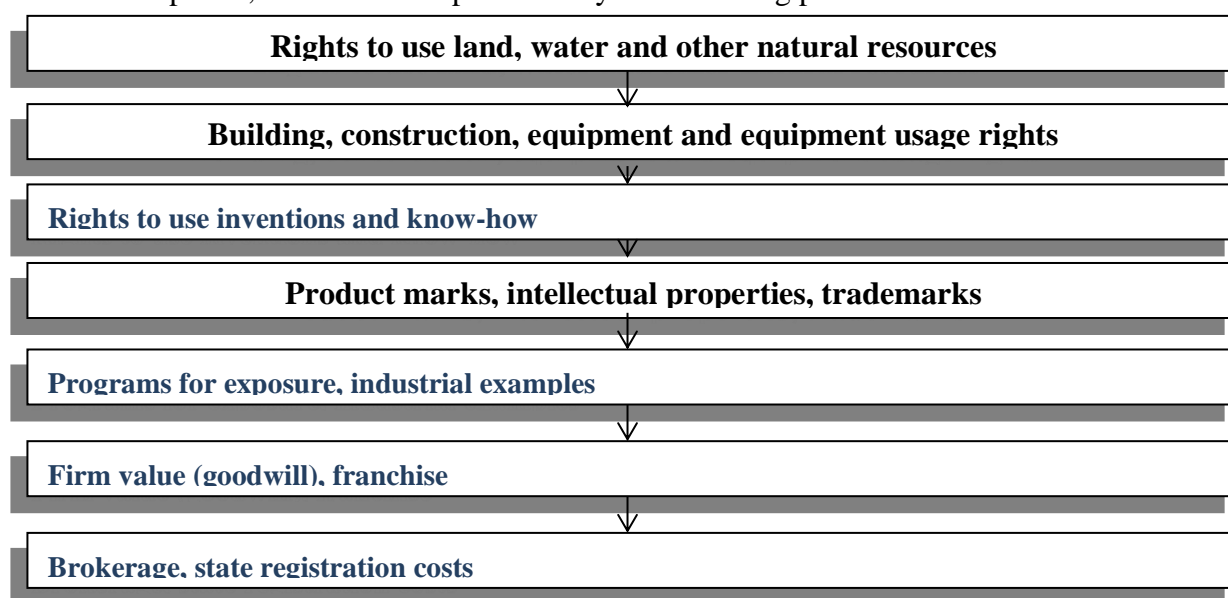 Rights to use land, water and other natural resources
Building, construction, equipment and equipment usage rights
Rights to use inventions and know-how
Product marks, intellectual properties, trademarks
Programs for exposure, industrial examples
Firm value (goodwill), franchise
Brokerage, state registration costs